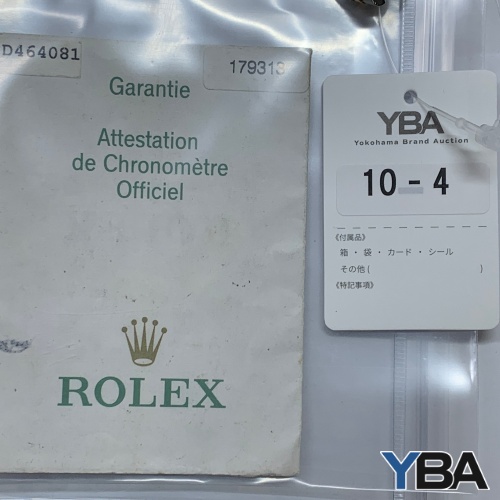 D464081
179313
Garantie
Attestation
de Chronomètre
Officiel
ROLEX
YBA
Yokohama Brand Auction
10 - 4
《付属品》
箱 ・ 袋 ・ カード ・ シール
その他 ( )
《特記事項》
YBA